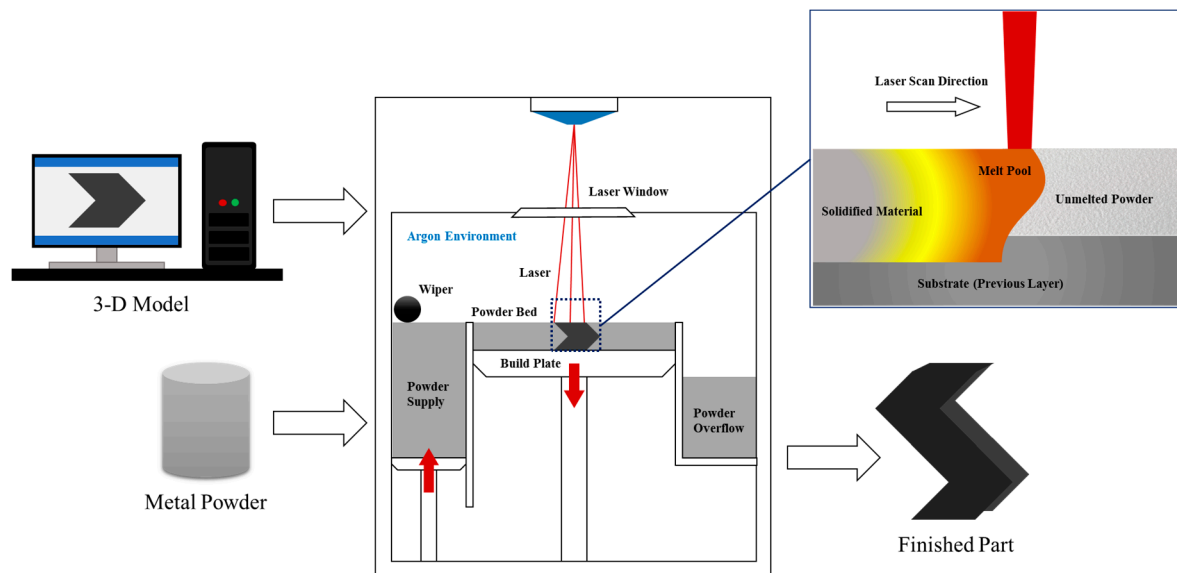 3-D Model
Metal Powder
Laser Window
Argon Environment
Laser
Wiper
Powder Bed
Build Plate
Powder
Supply
Powder
Overflow
Laser Scan Direction
Melt Pool
Solidified Material
Unmelted Powder
Substrate (Previous Layer)
Finished Part